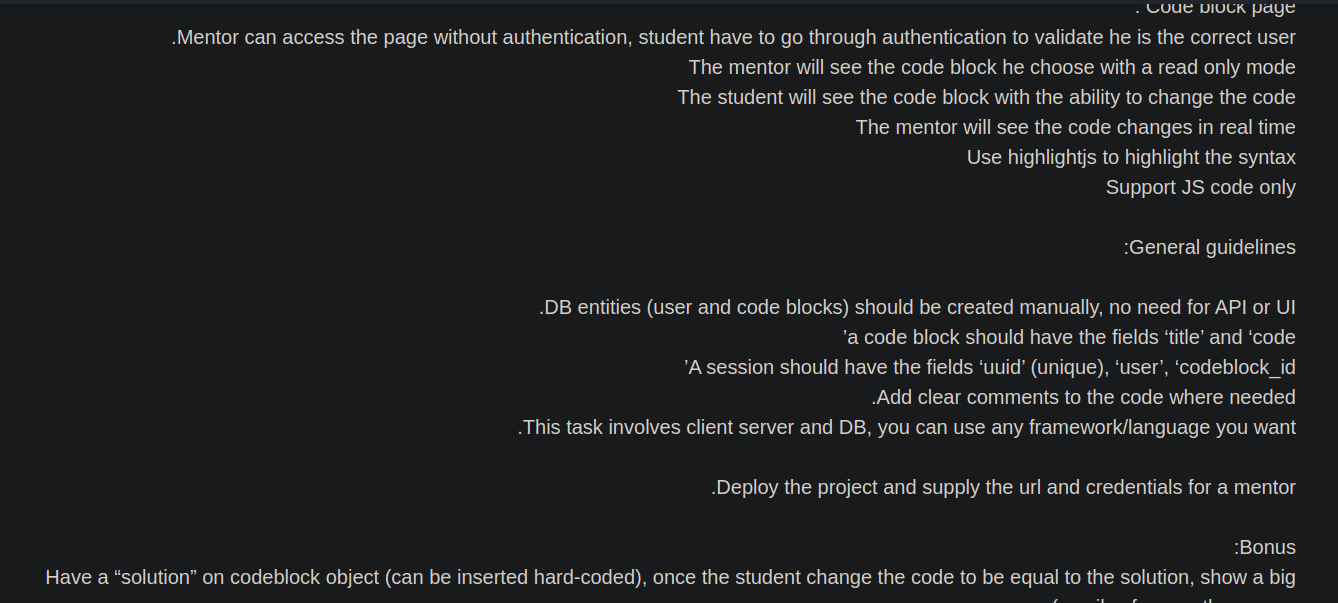 : Code block page
.Mentor can access the page without authentication, student have to go through authentication to validate he is the correct user
The mentor will see the code block he choose with a read only mode
The student will see the code block with the ability to change the code
The mentor will see the code changes in real time
Use highlightjs to highlight the syntax
Support JS code only
:General guidelines
.DB entities (user and code blocks) should be created manually, no need for API or UI
’a code block should have the fields ‘title’ and ‘code
’A session should have the fields ‘uuid’ (unique), ‘user’, ‘codeblock_id
.Add clear comments to the code where needed
.This task involves client server and DB, you can use any framework/language you want
.Deploy the project and supply the url and credentials for a mentor
:Bonus
Have a “solution” on codeblock object (can be inserted hard-coded), once the student change the code to be equal to the solution, show a big